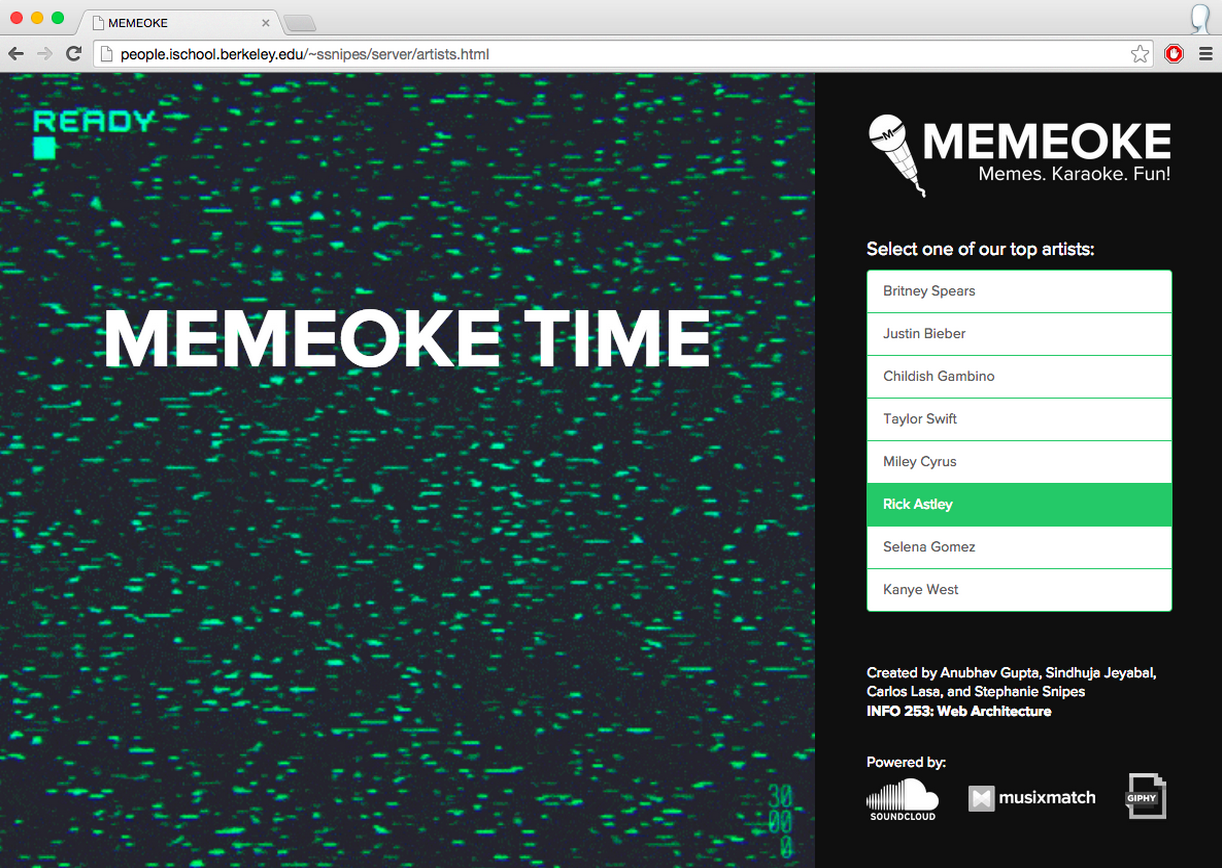 MEMEOKE
people.ischool.berkeley.edu/~ssnipes/server/artists.html
READY
MEMEOKE TIME
30
00
0
M
MEMEOKE
Memes. Karaoke. Fun!
Select one of our top artists:
Britney Spears
Justin Bieber
Childish Gambino
Taylor Swift
Miley Cyrus
Rick Astley
Selena Gomez
Kanye West
Created by Anubhav Gupta, Sindhuja Jeyabal,
Carlos Lasa, and Stephanie Snipes
INFO 253: Web Architecture
Powered by:
SOUNDCLOUD
musixmatch
GIPHY